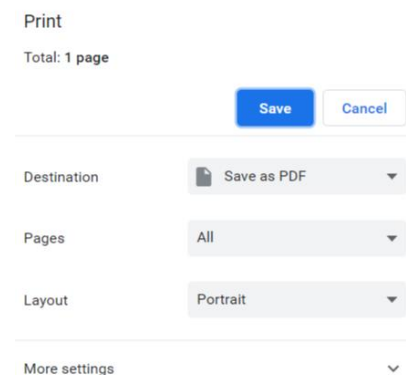 Print
Total: 1 page
Save Cancel
Destination Save as PDF
Pages All
Layout Portrait
More settings